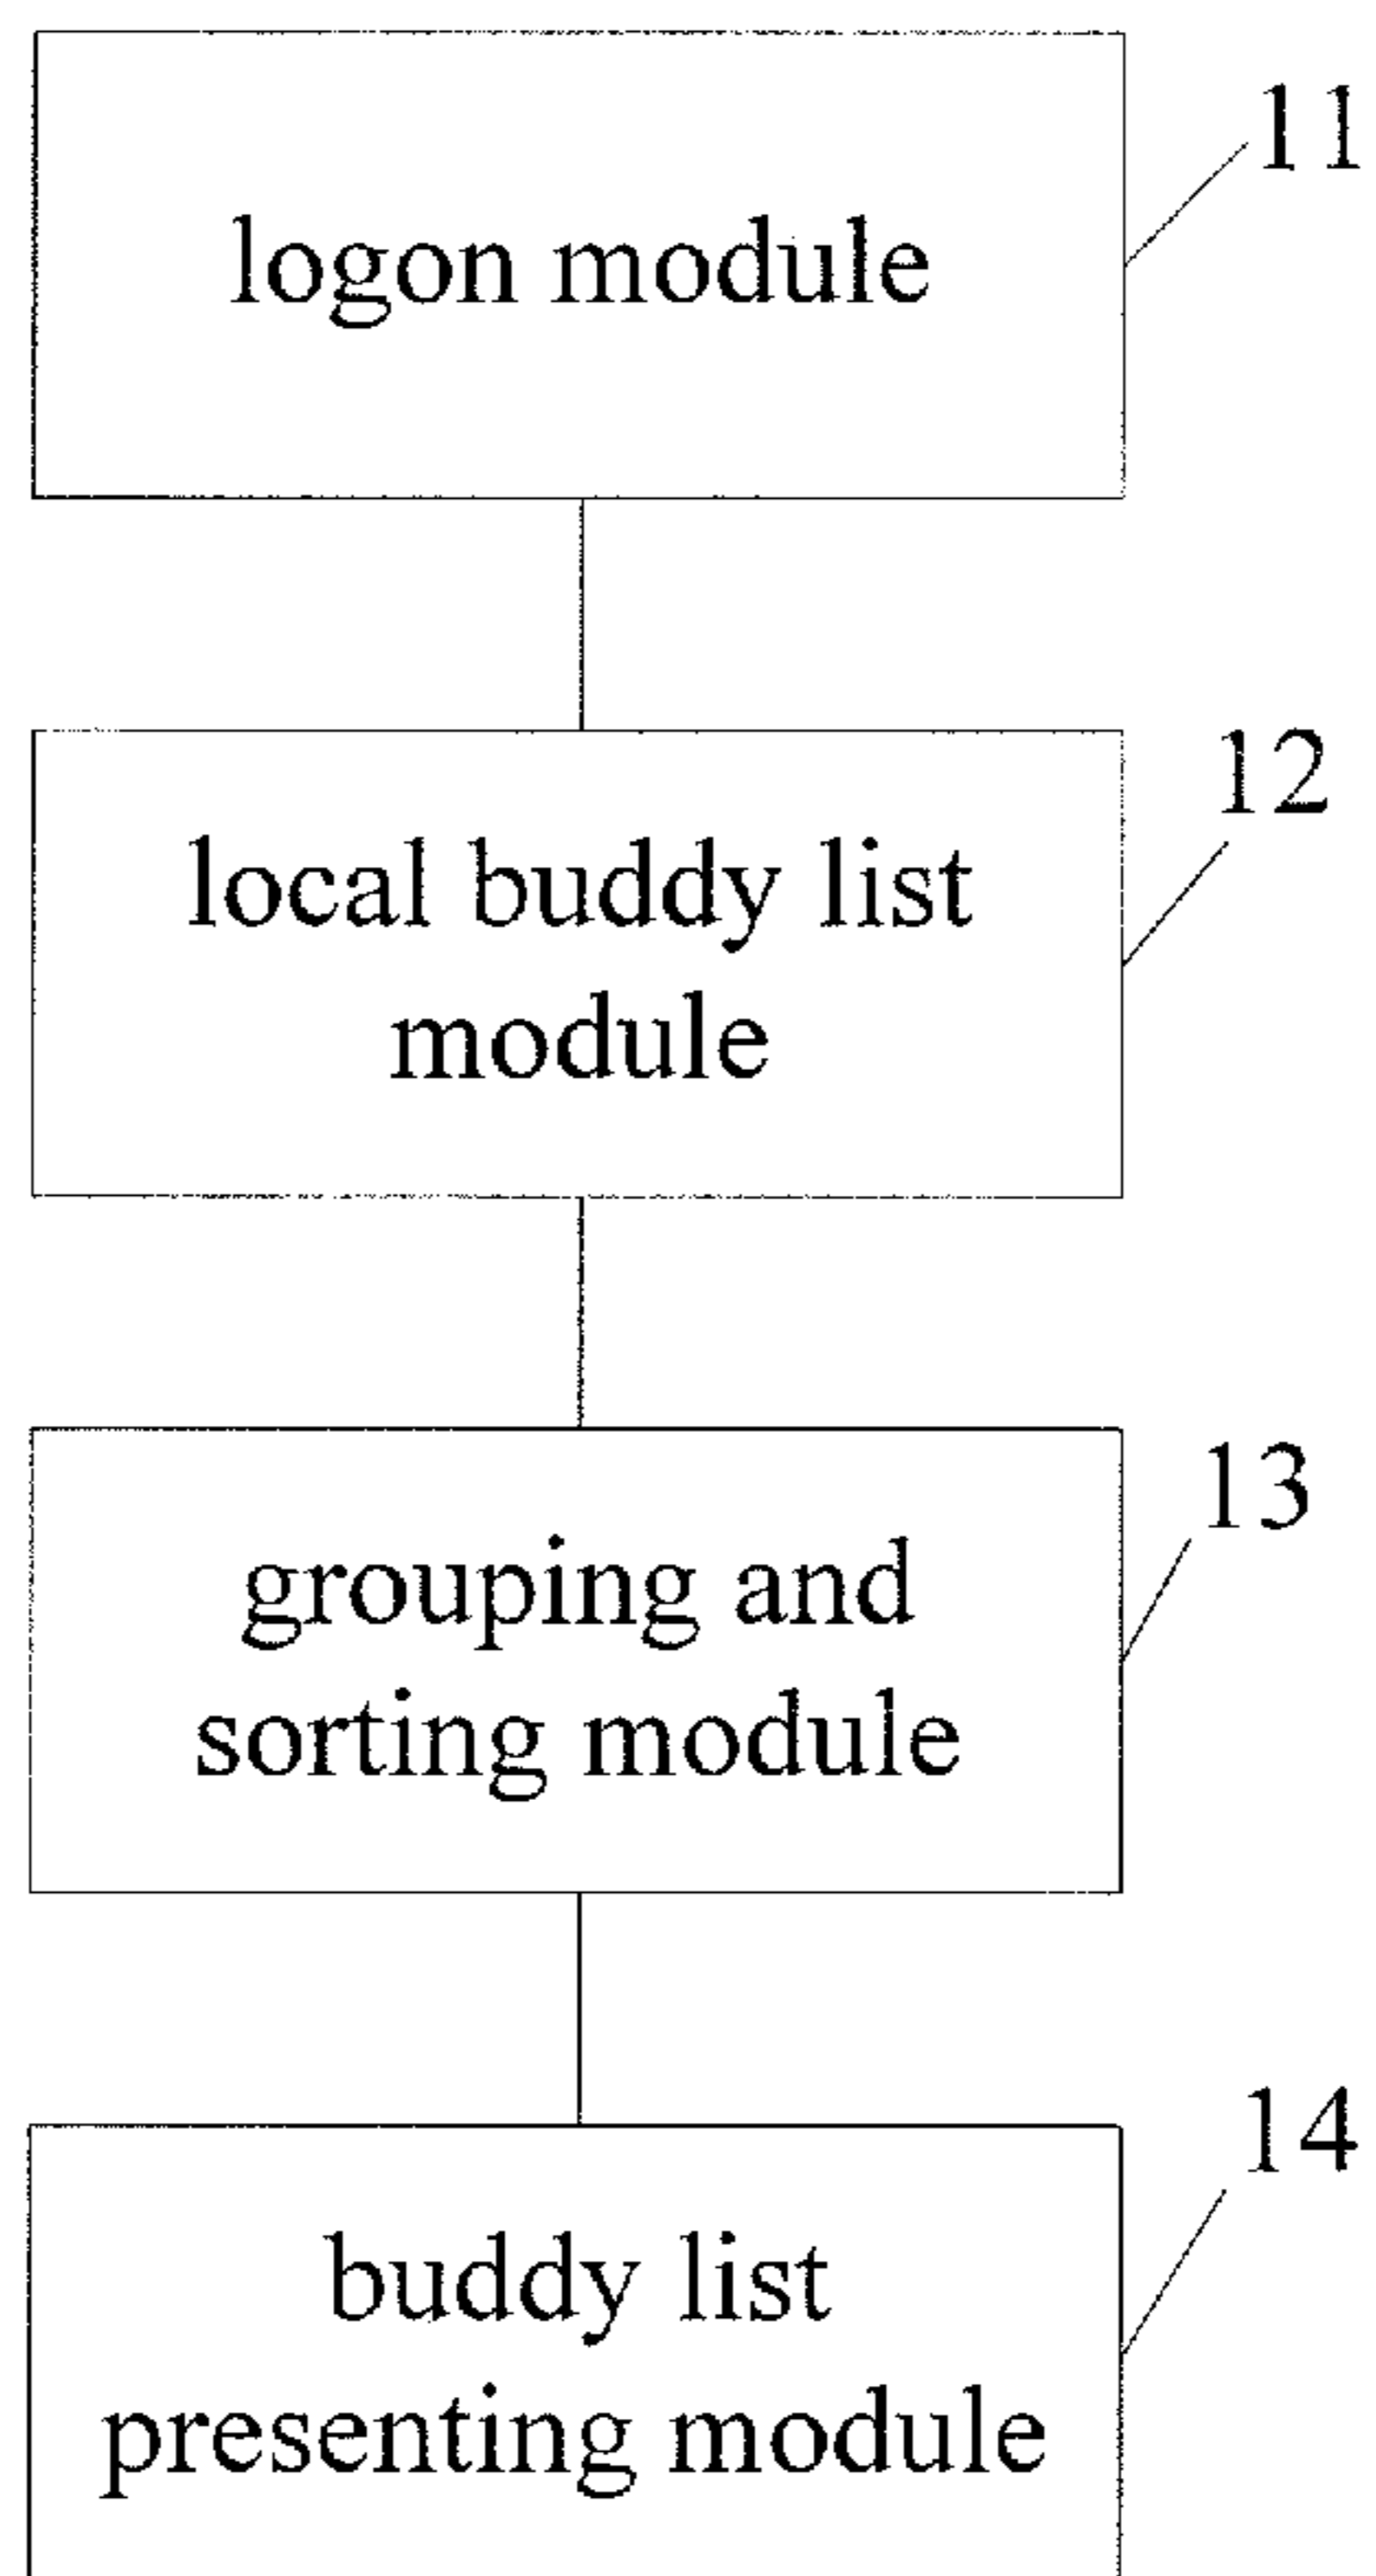 11
logon module
12
local buddy list
module
13
grouping and
sorting module
14
buddy list
presenting module